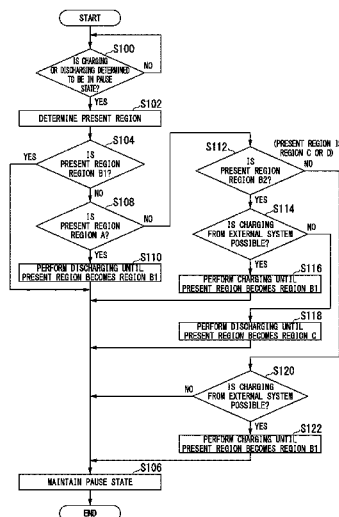 START
S100
IS CHARGING
OR DISCHARGING DETERMINED
TO BE IN PAUSE
STATE?
NO
YES
S102
DETERMINE PRESENT REGION
S104
IS
PRESENT REGION
REGION B1?
YES
NO
S108
IS
PRESENT REGION
REGION A?
NO
YES
S110
PERFORM DISCHARGING UNTIL
PRESENT REGION BECOMES REGION B1
S112
(PRESENT REGION IS
REGION C OR D)
IS
PRESENT REGION
REGION B2?
NO
YES
S114
IS CHARGING
FROM EXTERNAL SYSTEM
POSSIBLE?
NO
YES
S116
PERFORM CHARGING UNTIL
PRESENT REGION BECOMES REGION B1
S118
PERFORM DISCHARGING UNTIL
PRESENT REGION BECOMES REGION C
S120
IS CHARGING
FROM EXTERNAL SYSTEM
POSSIBLE?
NO
YES
S122
PERFORM CHARGING UNTIL
PRESENT REGION BECOMES REGION B1
S106
MAINTAIN PAUSE STATE
END